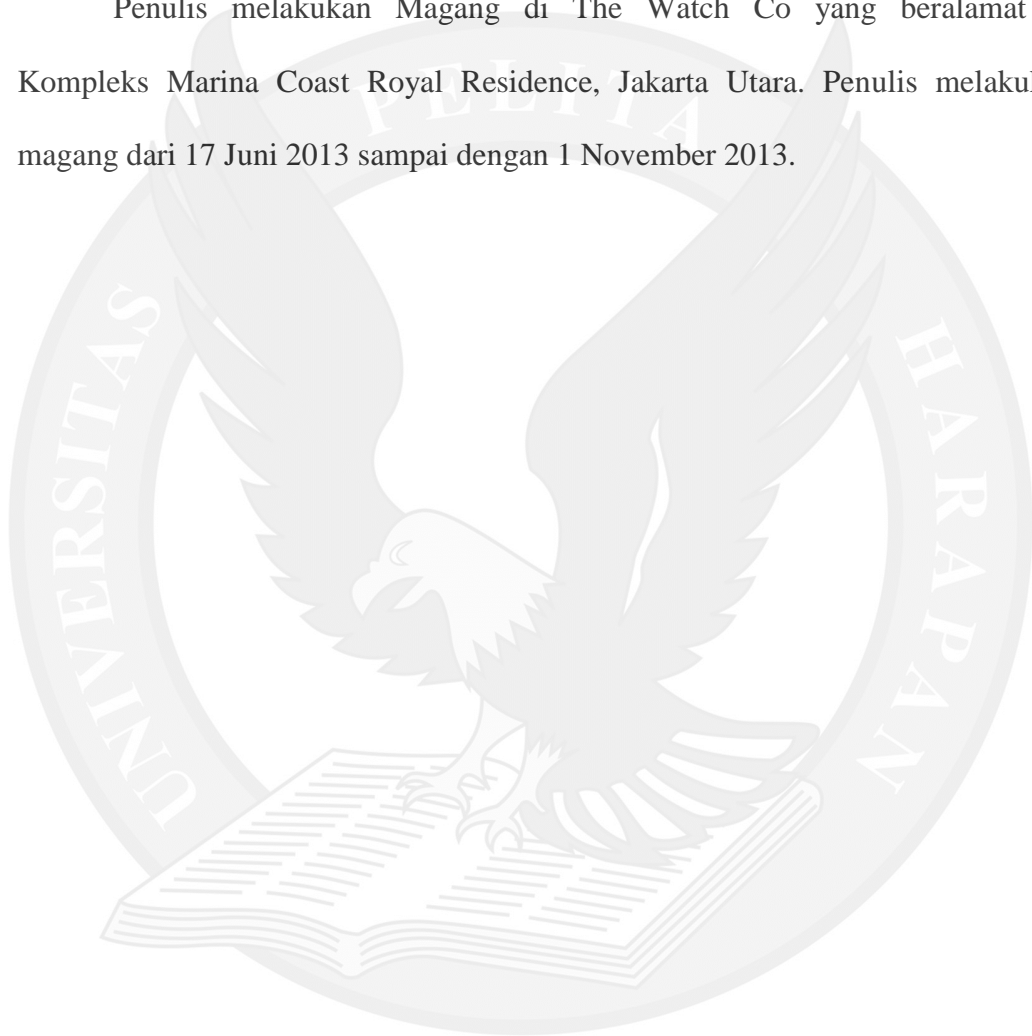 Penulis melakukan Magang di The Watch Co yang beralamat
Kompleks Marina Coast Royal Residence, Jakarta Utara. Penulis
magang dari 17 Juni 2013 sampai dengan 1 November 2013.
UNIVERSITAS PELITA HARAPAN